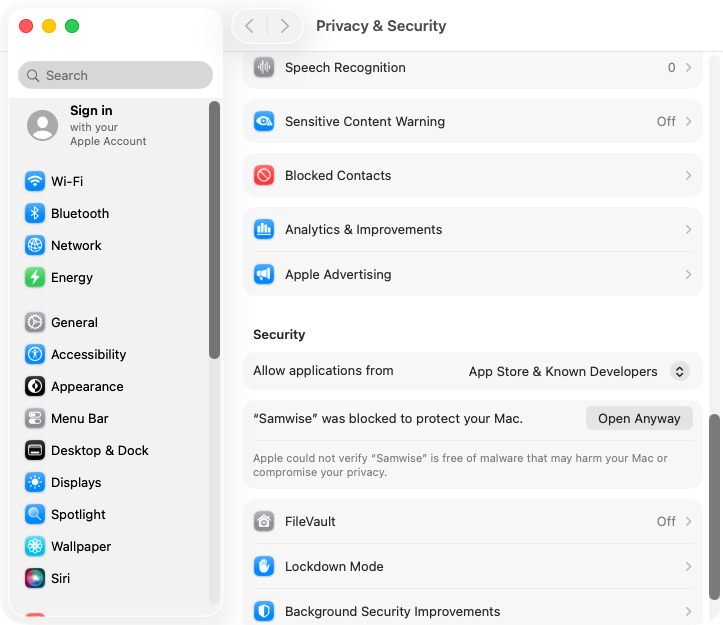 Privacy & Security
Search
Sign in
with your
Apple Account
Wi-Fi
Bluetooth
Network
Energy
General
Accessibility
Appearance
Menu Bar
Desktop & Dock
Displays
Spotlight
Wallpaper
Siri
Speech Recognition 0
Sensitive Content Warning Off
Blocked Contacts
Analytics & Improvements
Apple Advertising
Security
Allow applications from App Store & Known Developers
“Samwise” was blocked to protect your Mac. Open Anyway
Apple could not verify “Samwise” is free of malware that may harm your Mac or
compromise your privacy.
FileVault Off
Lockdown Mode
Background Security Improvements